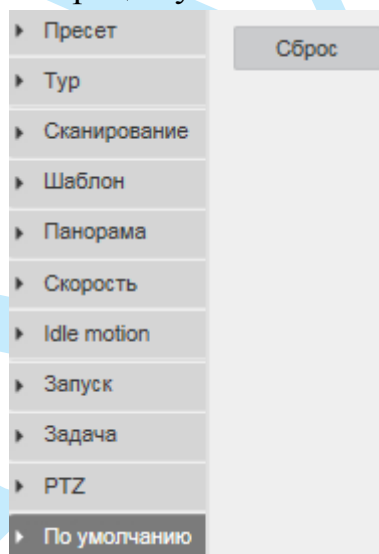 Пресет
Сброс
Тур
Сканирование
Шаблон
Панорама
Скорость
Idle motion
Запуск
Задача
PTZ
По умолчанию